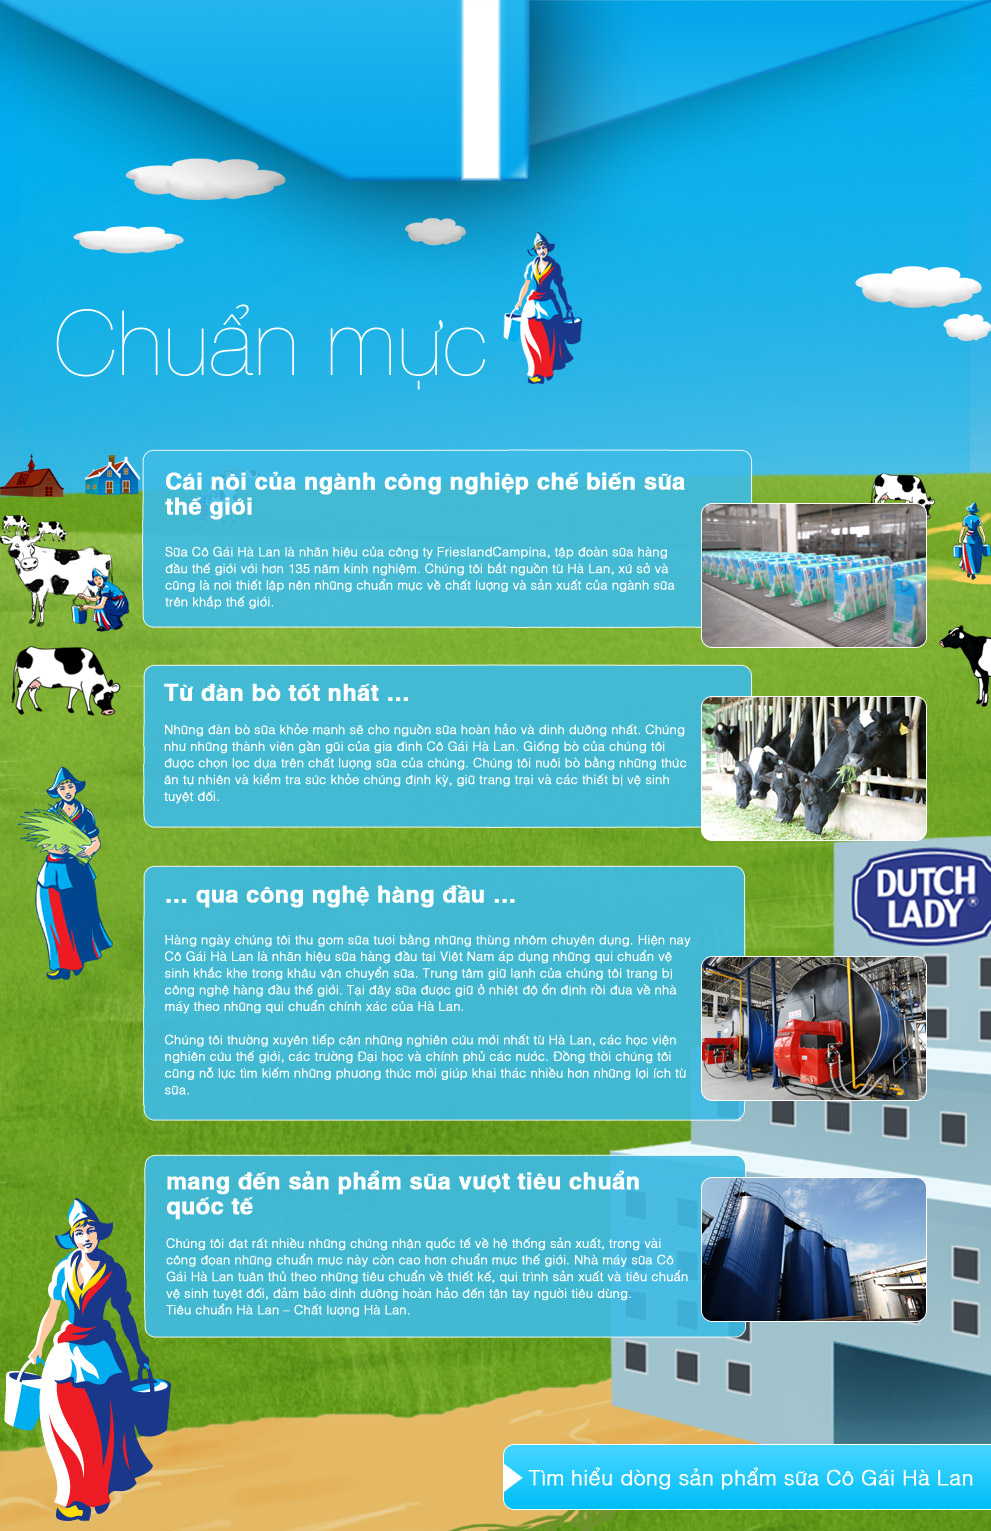 Chuẩn mực
Cái nôi của ngành công nghiệp chế biến sữa
thế giới
Sữa Cô Gái Hà Lan là nhãn hiệu của công ty FrieslandCampina, tập đoàn sữa hàng
đầu thế giới với hơn 135 năm kinh nghiệm. Chúng tôi bắt nguồn từ Hà Lan, xứ sở và
cũng là nơi thiết lập nên những chuẩn mực về chất lượng và sản xuất của ngành sữa
trên khắp thế giới.
Từ đàn bò tốt nhất ...
Những đàn bò sữa khỏe mạnh sẽ cho nguồn sữa hoàn hảo và dinh dưỡng nhất. Chúng
như những thành viên gần gũi của gia đình Cô Gái Hà Lan. Giống bò của chúng tôi
được chọn lọc dựa trên chất lượng sữa của chúng. Chúng tôi nuôi bò bằng những thức
ăn tự nhiên và kiểm tra sức khỏe chúng định kỳ, giữ trang trại và các thiết bị vệ sinh
tuyệt đối.
... qua công nghệ hàng đầu ...
DUTCH
LADY®
Hàng ngày chúng tôi thu gom sữa tươi bằng những thùng nhôm chuyên dụng. Hiện nay
Cô Gái Hà Lan là nhãn hiệu sữa hàng đầu tại Việt Nam áp dụng những qui chuẩn vệ
sinh khắc khe trong khâu vận chuyển sữa. Trung tâm giữ lạnh của chúng tôi trang bị
công nghệ hàng đầu thế giới. Tại đây sữa được giữ ở nhiệt độ ổn định rồi đưa về nhà
máy theo những qui chuẩn chính xác của Hà Lan.
Chúng tôi thường xuyên tiếp cận những nghiên cứu mới nhất từ Hà Lan, các học viện
nghiên cứu thế giới, các trường Đại học và chính phủ các nước. Đồng thời chúng tôi
cũng nỗ lực tìm kiếm những phương thức mới giúp khai thác nhiều hơn những lợi ích từ
sữa.
mang đến sản phẩm sữa vượt tiêu chuẩn
quốc tế
Chúng tôi đạt rất nhiều những chứng nhận quốc tế về hệ thống sản xuất, trong vài
công đọan những chuẩn mực này còn cao hơn chuẩn mực thế giới. Nhà máy sữa Cô
Gái Hà Lan tuân thủ theo những tiêu chuẩn về thiết kế, qui trình sản xuất và tiêu chuẩn
vệ sinh tuyệt đối, đảm bảo dinh dưỡng hoàn hảo đến tận tay người tiêu dùng.
Tiêu chuẩn Hà Lan – Chất lượng Hà Lan.
Tìm hiểu dòng sản phẩm sữa Cô Gái Hà Lan